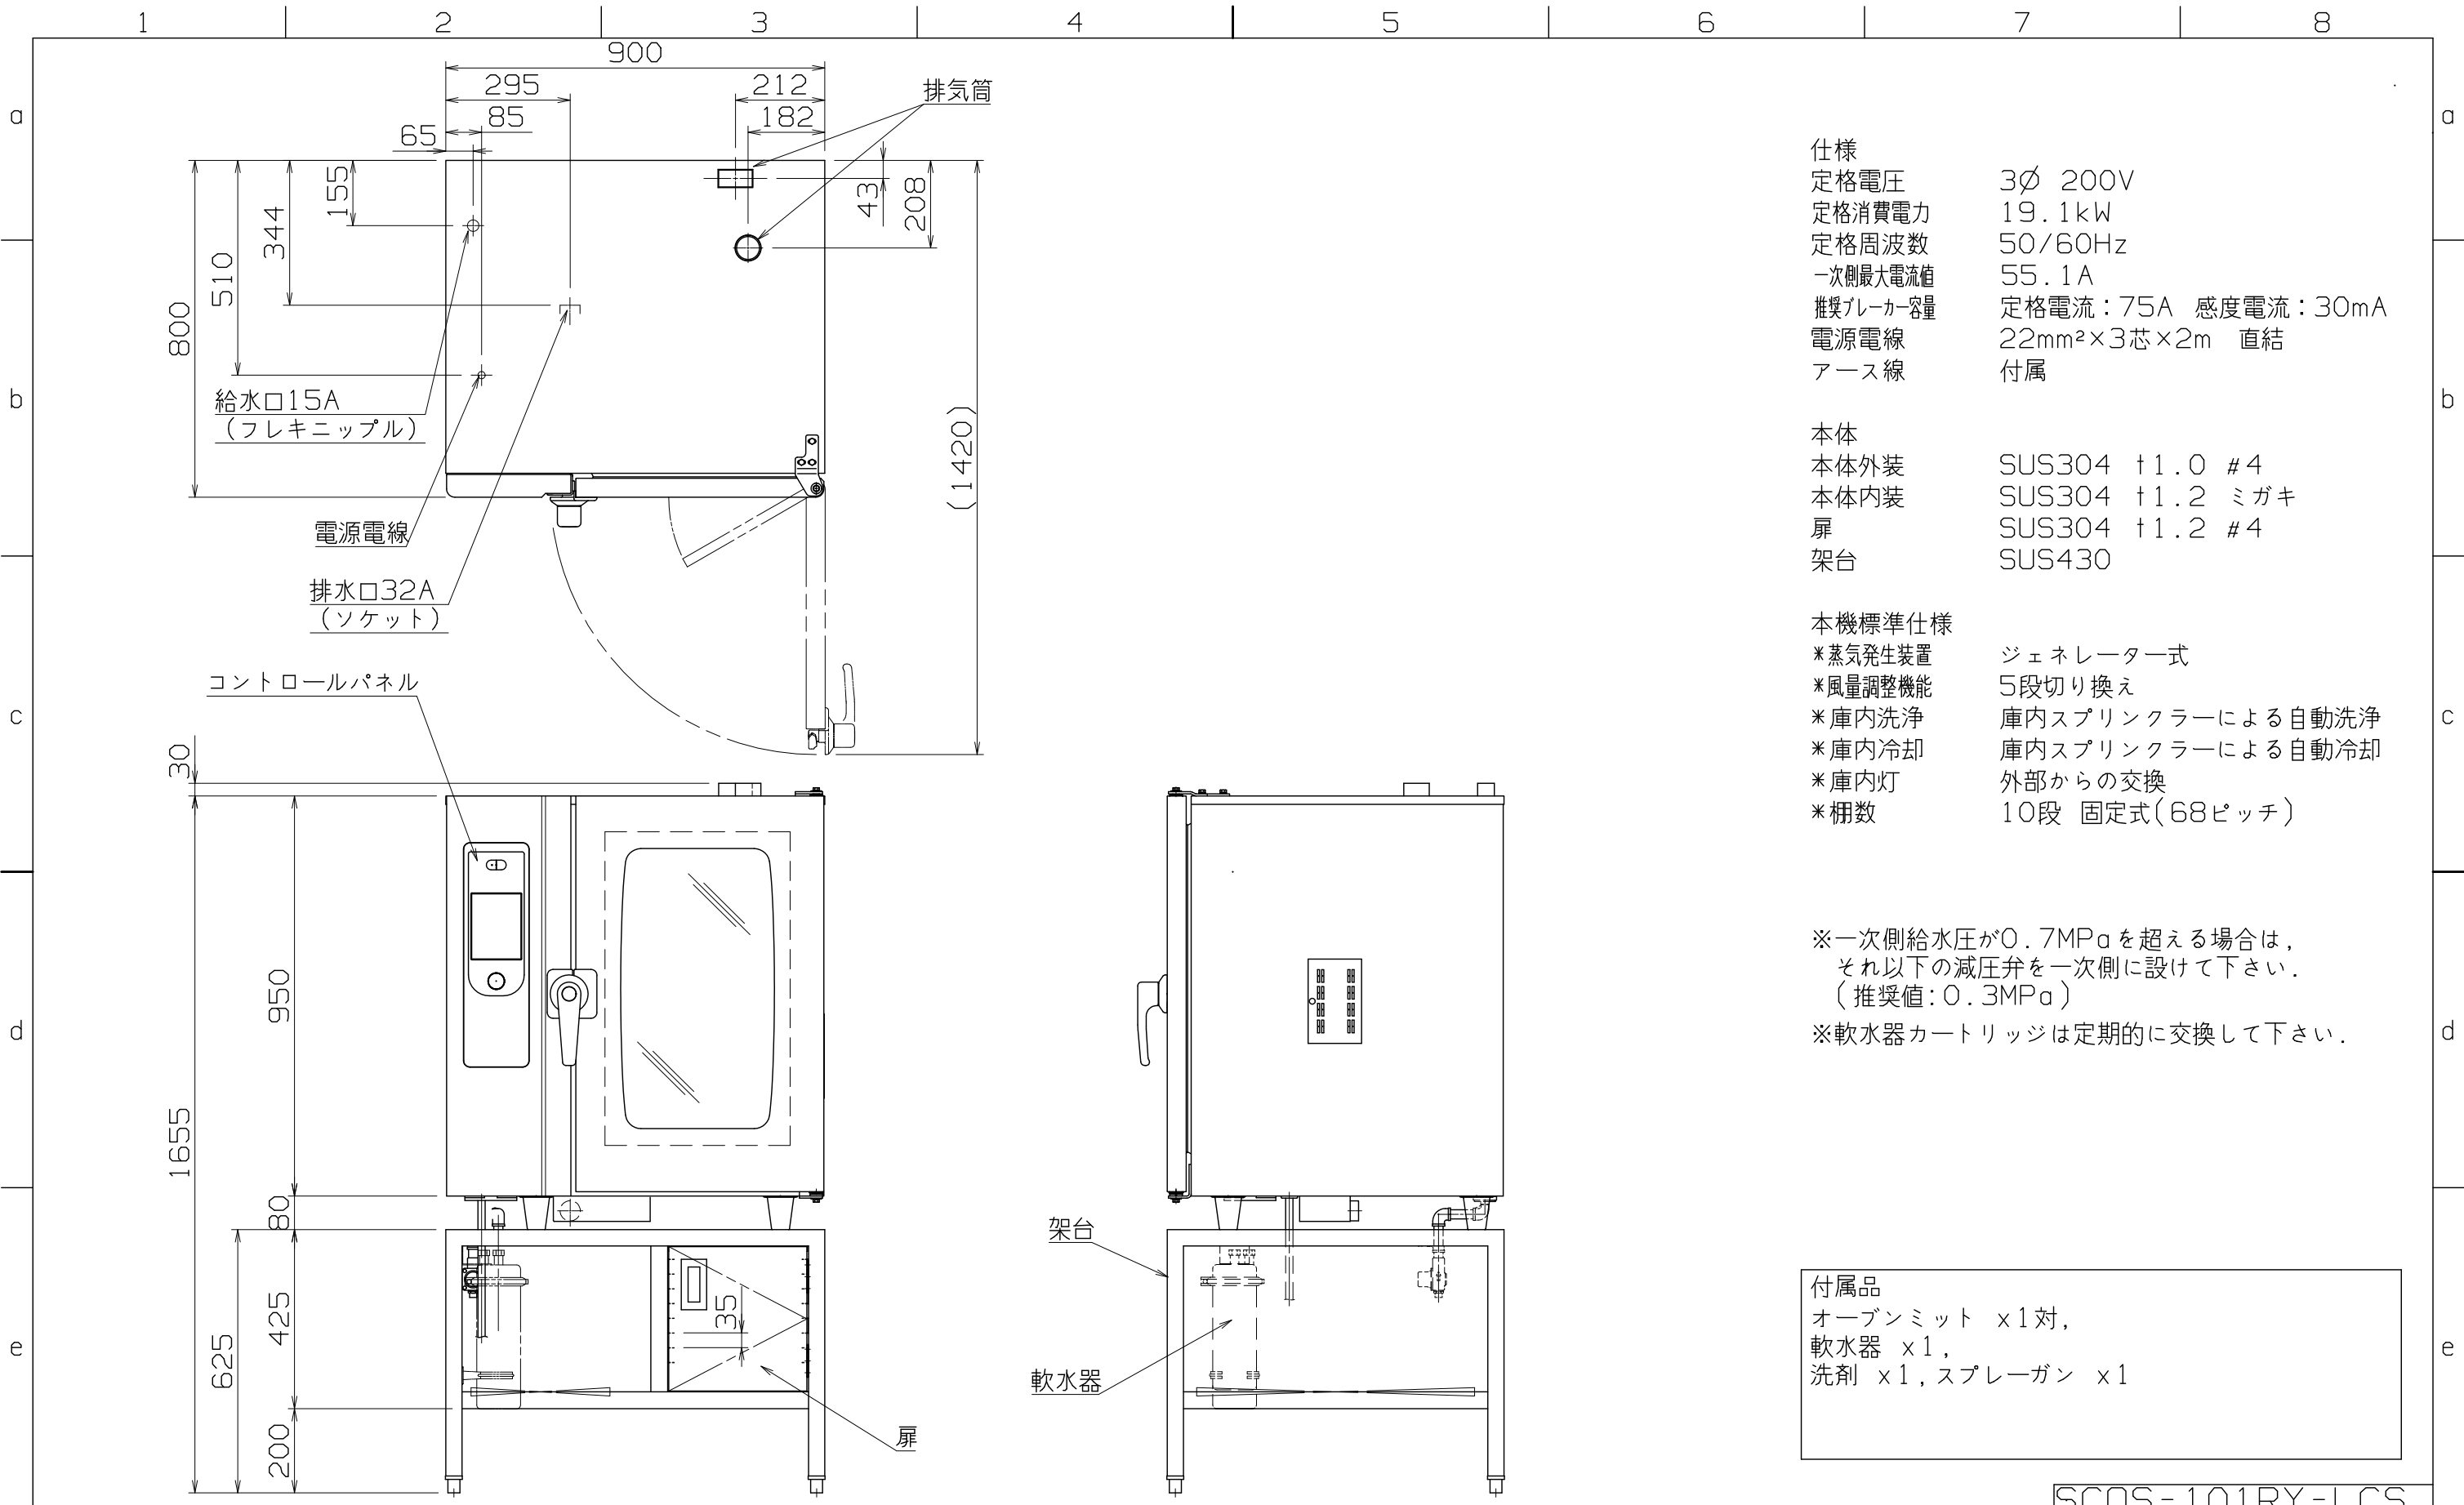 1 2 3 4 5 6 7 8
a
b
c
d
e
a
b
c
d
e
900
295
212
85
182
65
排気筒
155
344
510
800
43
208
(1420)
給水口15A
(フレキニップル)
電源電線
排水口32A
(ソケット)
コントロールパネル
30
950
1655
80
425
625
200
35
扉
架台
軟水器
仕様
定格電圧 3∅ 200V
定格消費電力 19.1kW
定格周波数 50/60Hz
一次側最大電流値 55.1A
推奨ブレーカー容量 定格電流:75A 感度電流:30mA
電源電線 22mm²×3芯×2m 直結
アース線 付属
本体
本体外装 SUS304 t1.0 #4
本体内装 SUS304 t1.2 ミガキ
扉 SUS304 t1.2 #4
架台 SUS430
本機標準仕様
*蒸気発生装置 ジェネレーター式
*風量調整機能 5段切り換え
*庫内洗浄 庫内スプリンクラーによる自動洗浄
*庫内冷却 庫内スプリンクラーによる自動冷却
*庫内灯 外部からの交換
*棚数 10段 固定式(68ピッチ)
※一次側給水圧が0.7MPaを超える場合は,
それ以下の減圧弁を一次側に設けて下さい.
(推奨値:0.3MPa)
※軟水器カートリッジは定期的に交換して下さい.
付属品
オーブンミット x1対,
軟水器 x1,
洗剤 x1,スプレーガン x1
SCOS-101RY-LCS